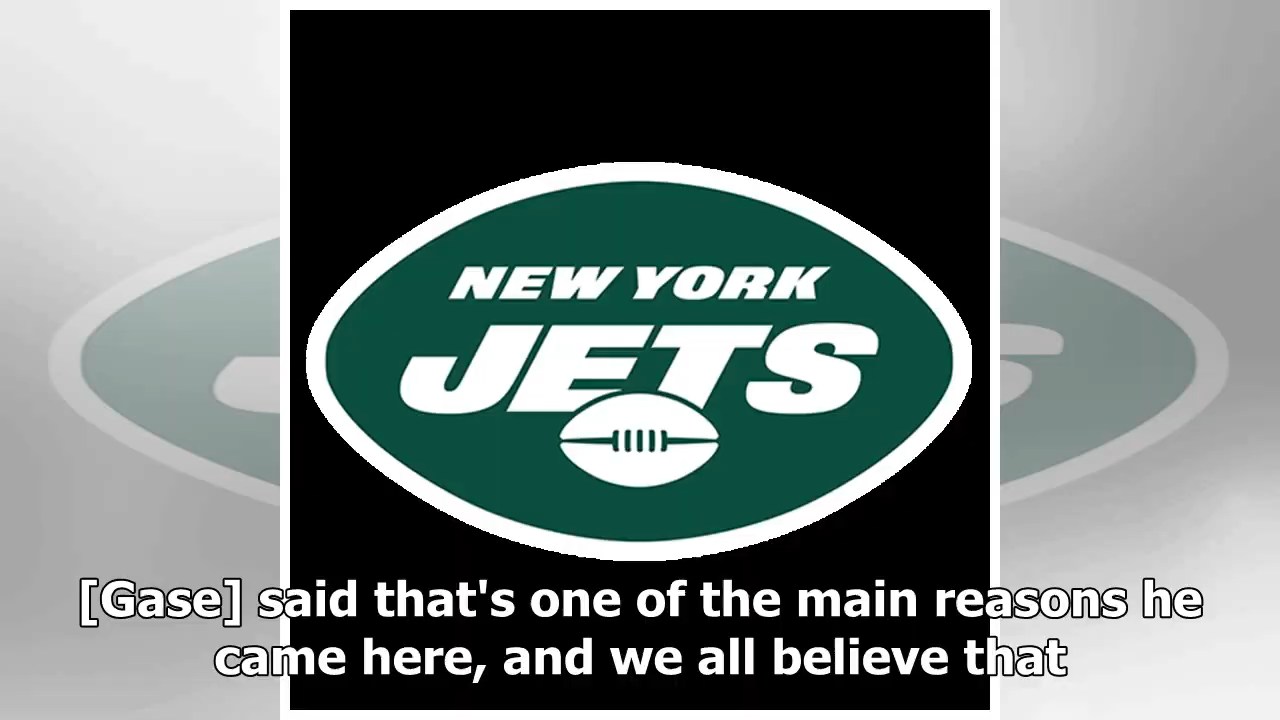 NEW YORK
JETS
[Gase] said that's one of the main reasons he
came here, and we all believe that